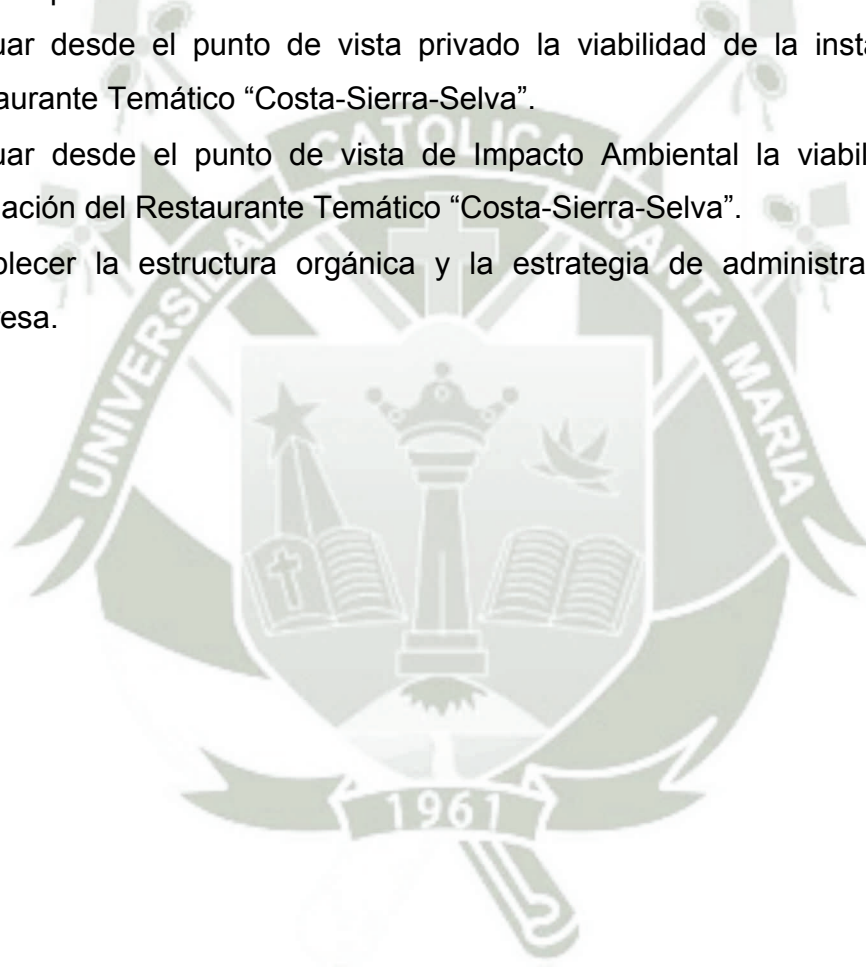 uar desde el punto de vista privado la viabilidad de la insta
aurante Temático “Costa-Sierra-Selva”.
uar desde el punto de vista de Impacto Ambiental la viabil
ación del Restaurante Temático “Costa-Sierra-Selva”.
blecer la estructura orgánica y la estrategia de administra
resa.
UNIVERSIDAD CATOLICA SANTA MARIA
1961